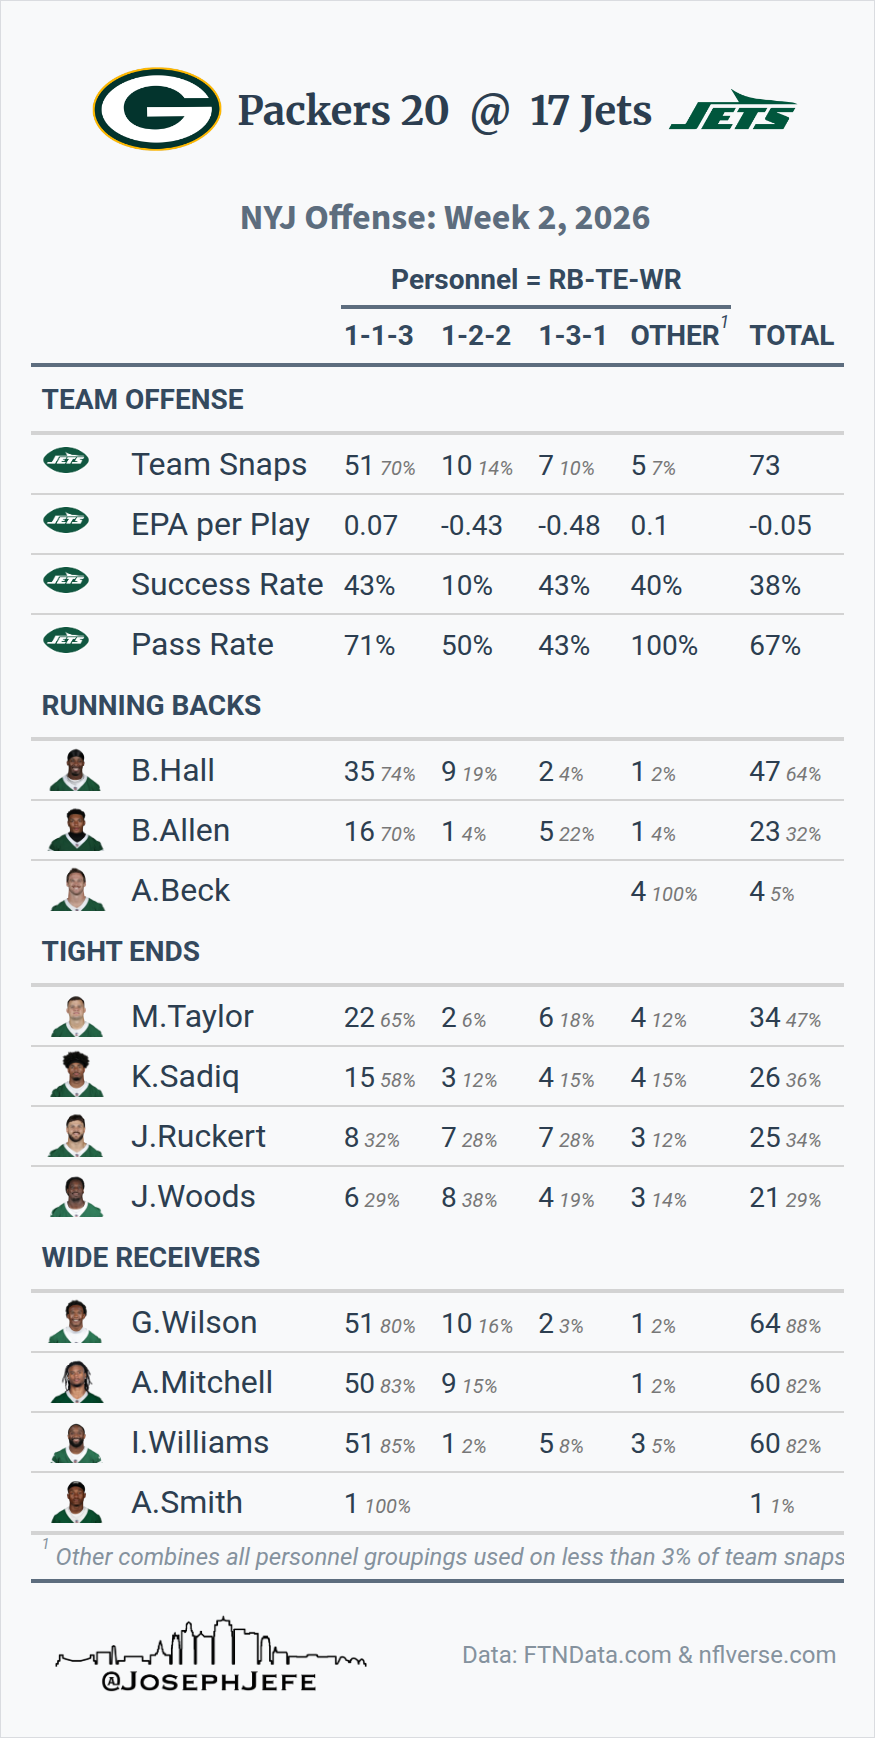 G Packers 20 @ 17 Jets JETS
NYJ Offense: Week 2, 2026
Personnel = RB-TE-WR
1-1-3 1-2-2 1-3-1 OTHER 1 TOTAL
TEAM OFFENSE
JETS Team Snaps 51 70% 10 14% 7 10% 5 7% 73
JETS EPA per Play 0.07 -0.43 -0.48 0.1 -0.05
JETS Success Rate 43% 10% 43% 40% 38%
JETS Pass Rate 71% 50% 43% 100% 67%
RUNNING BACKS
B.Hall 35 74% 9 19% 2 4% 1 2% 47 64%
B.Allen 16 70% 1 4% 5 22% 1 4% 23 32%
A.Beck 4 100% 4 5%
TIGHT ENDS
M.Taylor 22 65% 2 6% 6 18% 4 12% 34 47%
K.Sadiq 15 58% 3 12% 4 15% 4 15% 26 36%
J.Ruckert 8 32% 7 28% 7 28% 3 12% 25 34%
J.Woods 6 29% 8 38% 4 19% 3 14% 21 29%
WIDE RECEIVERS
G.Wilson 51 80% 10 16% 2 3% 1 2% 64 88%
A.Mitchell 50 83% 9 15% 1 2% 60 82%
I.Williams 51 85% 1 2% 5 8% 3 5% 60 82%
A.Smith 1 100% 1 1%
1 Other combines all personnel groupings used on less than 3% of team snaps
@JOSEPHJEFE
Data: FTNData.com & nflverse.com